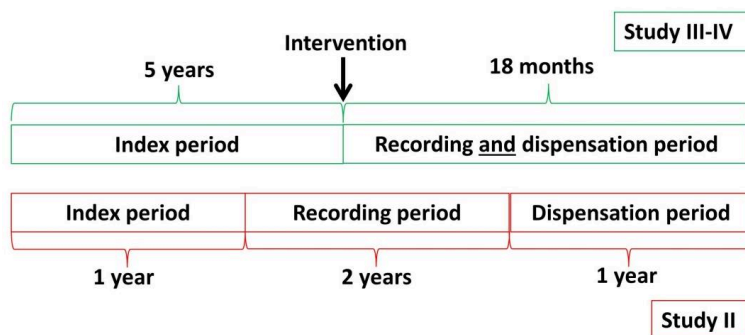 Study III-IV
Intervention
5 years
18 months
Index period
Recording and dispensation period
Index period
Recording period
Dispensation period
1 year
2 years
1 year
Study II